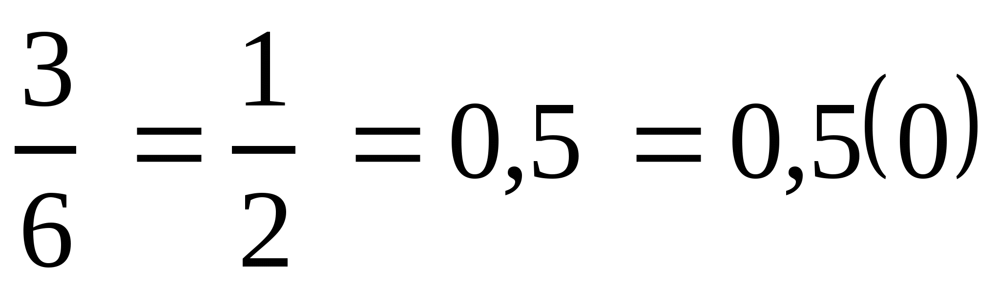 3/6 = 1/2 = 0,5 = 0,5(0)